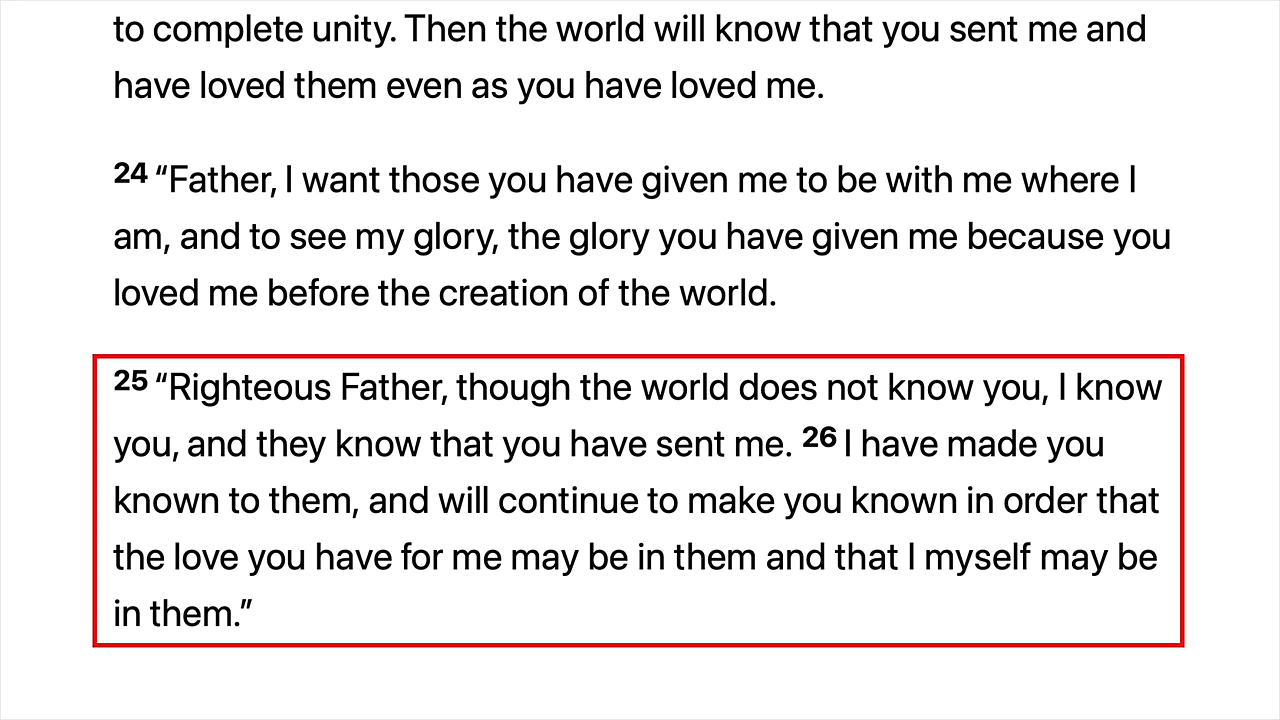 to complete unity. Then the world will know that you sent me and
have loved them even as you have loved me.
24 “Father, I want those you have given me to be with me where I
am, and to see my glory, the glory you have given me because you
loved me before the creation of the world.
25 “Righteous Father, though the world does not know you, I know
you, and they know that you have sent me. 26 I have made you
known to them, and will continue to make you known in order that
the love you have for me may be in them and that I myself may be
in them.”